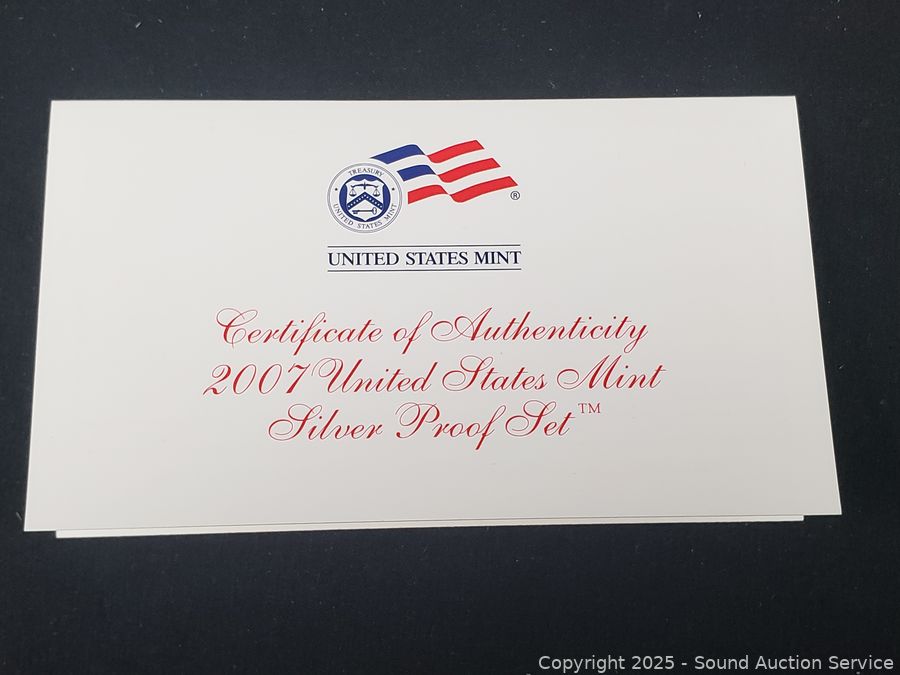 TREASURY
UNITED STATES MINT
®
UNITED STATES MINT
Certificate of Authenticity
2007 United States Mint
Silver Proof Set™
Copyright 2025 - Sound Auction Service